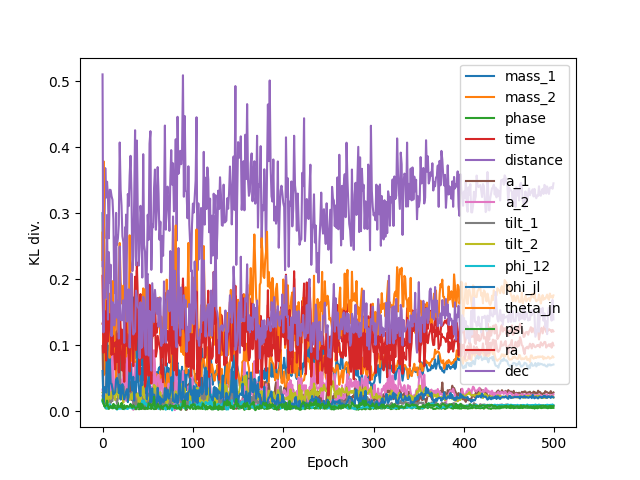 0.5
0.4
0.3
0.2
0.1
0.0
KL div.
0
100
200
300
400
500
Epoch
mass_1
mass_2
phase
time
distance
a_1
a_2
tilt_1
tilt_2
phi_12
phi_jl
theta_jn
psi
ra
dec